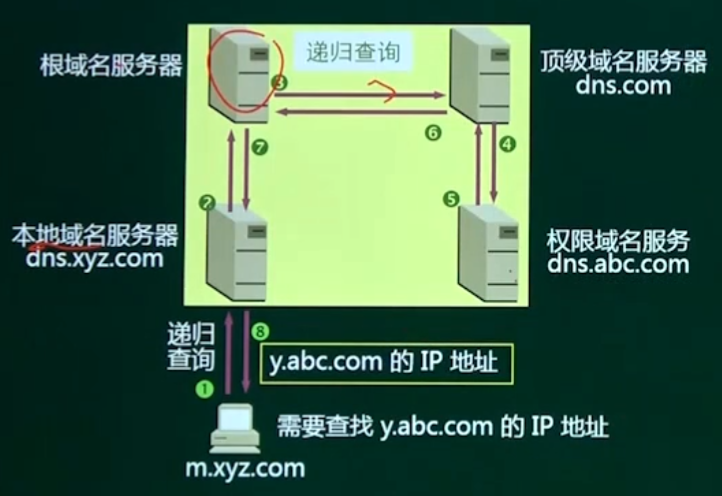 递归查询
根域名服务器
顶级域名服务器
dns.com
❸
❻
❼
❹
❷
❺
本地域名服务器
dns.xyz.com
权限域名服务
dns.abc.com
递归
查询
❽
y.abc.com 的 IP 地址
❶
需要查找 y.abc.com 的 IP 地址
m.xyz.com